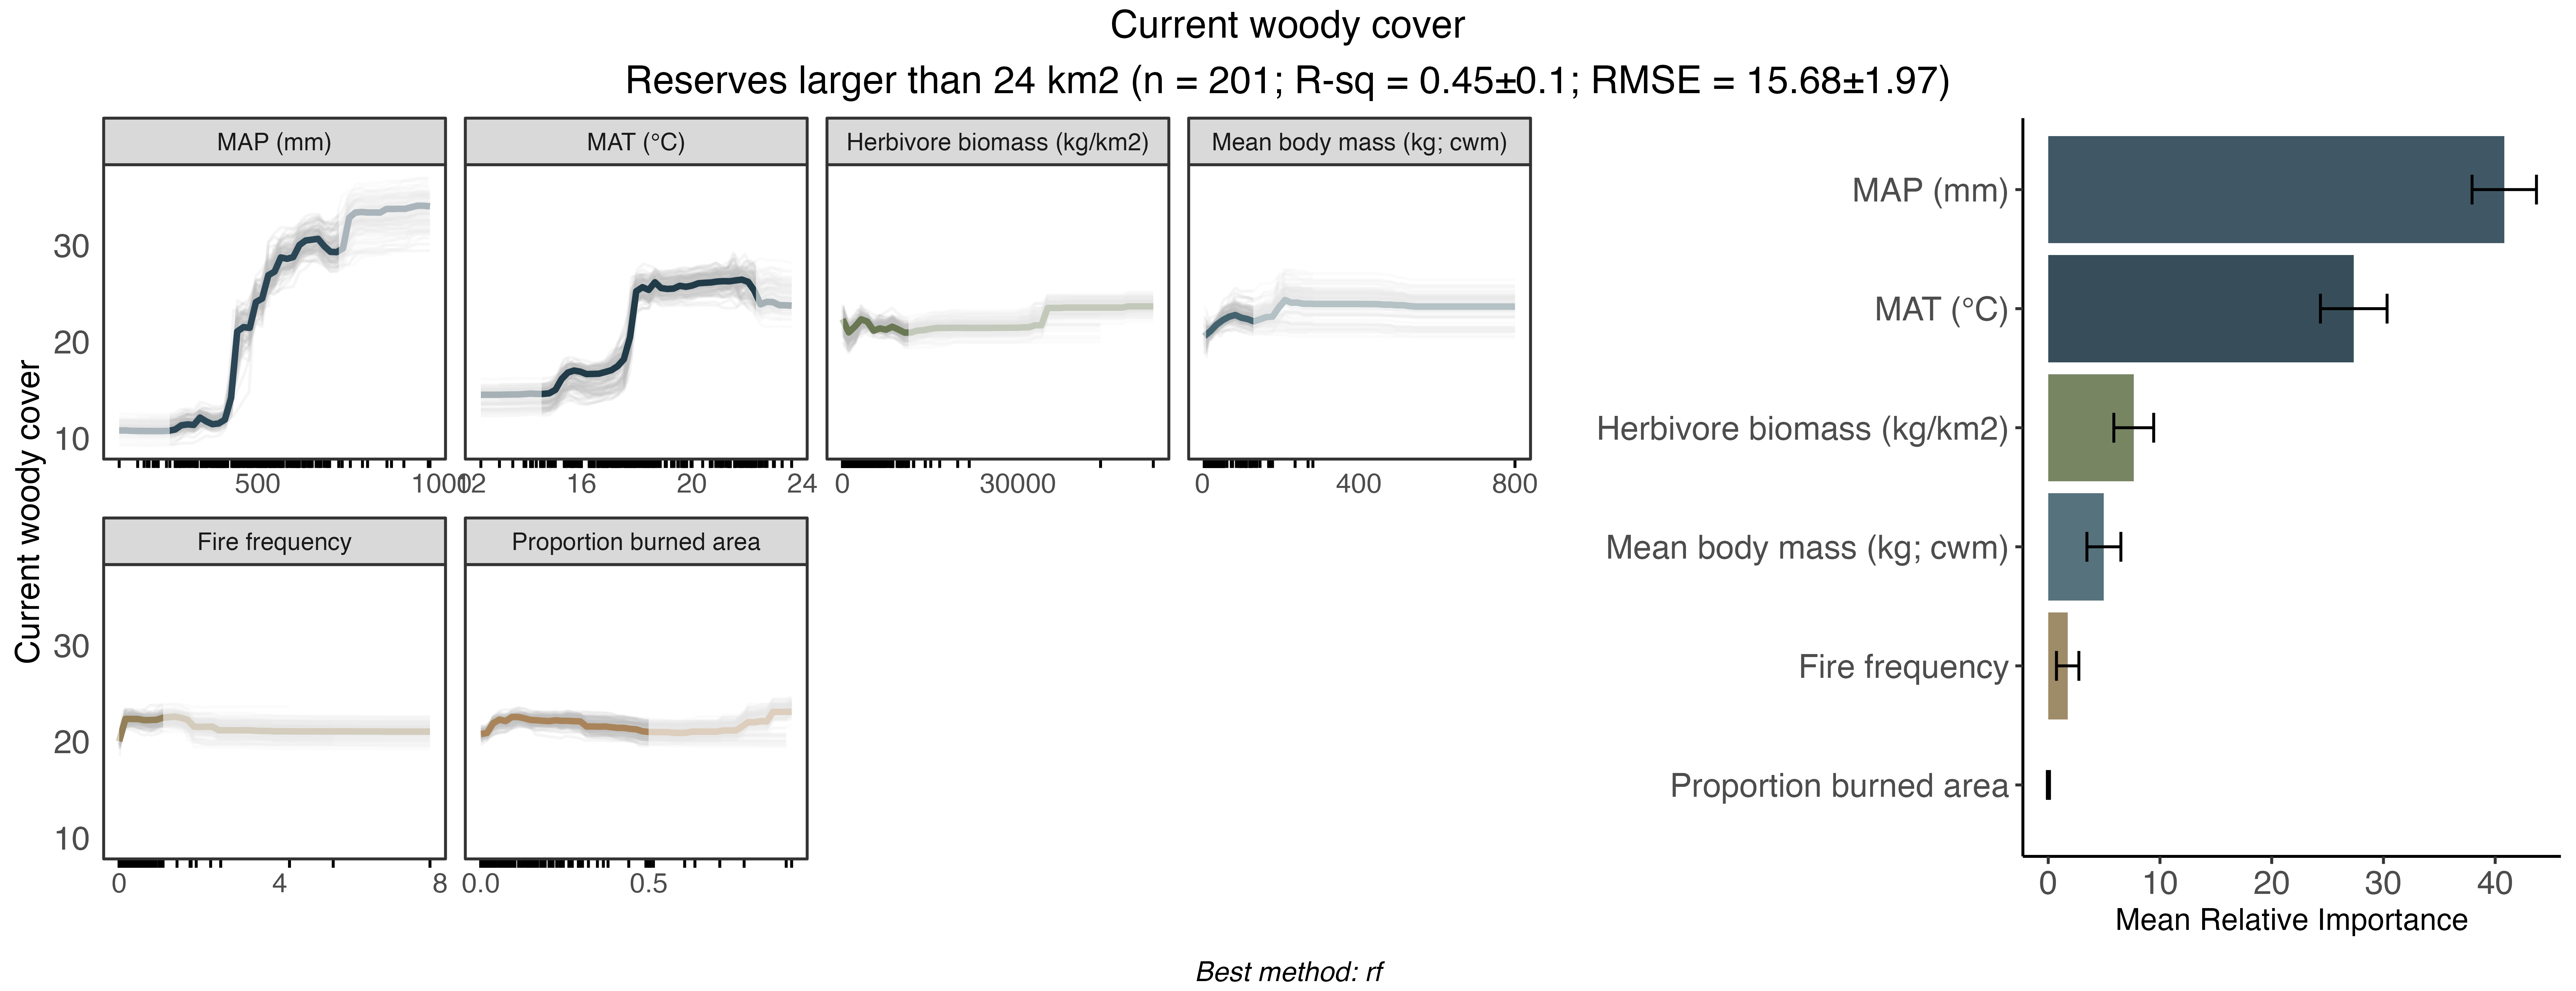 Current woody cover
Reserves larger than 24 km2 (n = 201; R-sq = 0.45±0.1; RMSE = 15.68±1.97)
MAP (mm)
MAT (°C)
Herbivore biomass (kg/km2)
Mean body mass (kg; cwm)
Current woody cover
30
20
10
500
1000
12
16
20
24
0
30000
0
400
800
Fire frequency
Proportion burned area
30
20
10
0
4
8
0.0
0.5
MAP (mm)
MAT (°C)
Herbivore biomass (kg/km2)
Mean body mass (kg; cwm)
Fire frequency
Proportion burned area
0
10
20
30
40
Mean Relative Importance
Best method: rf